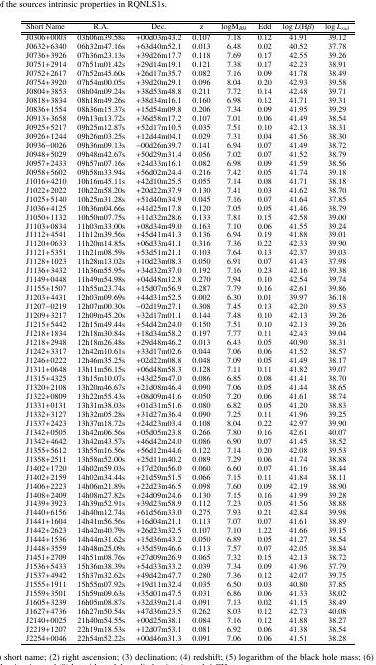 of the sources intrinsic properties in RQNLS1s.
Short Name R.A. Dec. z logM_BH Edd log L(Hβ) log L_rad
J0306+0003 03h06m39.58s +00d03m43.2 0.107 7.18 0.12 41.91 39.12
J0632+6340 06h32m47.16s +63d40m52.1 0.013 6.48 0.02 40.52 37.78
J0736+3926 07h36m23.13s +39d26m17.7 0.118 7.69 0.17 42.55 39.26
J0751+2914 07h51m01.42s +29d14m19.1 0.121 7.38 0.17 42.23 38.91
J0752+2617 07h52m45.60s +26d17m35.7 0.082 7.16 0.09 41.78 38.49
J0754+3920 07h54m00.05s +39d20m29.1 0.096 8.04 0.20 42.93 39.58
J0804+3853 08h04m09.24s +38d53m48.8 0.211 7.72 0.14 42.48 39.71
J0818+3834 08h18m49.26s +38d34m16.1 0.160 6.98 0.12 41.71 39.31
J0836+1554 08h36m15.37s +15d54m09.8 0.206 7.34 0.09 41.95 39.29
J0913+3658 09h13m13.72s +36d58m17.2 0.107 7.01 0.06 41.49 38.54
J0925+5217 09h25m12.87s +52d17m10.5 0.035 7.51 0.10 42.13 38.31
J0926+1244 09h26m03.25s +12d44m04.1 0.029 7.31 0.04 41.56 38.30
J0936−0026 09h36m09.13s −00d26m39.7 0.141 6.94 0.07 41.49 38.72
J0948+5029 09h48m42.67s +50d29m31.4 0.056 7.02 0.07 41.52 38.79
J0957+2433 09h57m07.16s +24d33m16.1 0.082 6.98 0.09 41.59 38.56
J0958+5602 09h58m33.94s +56d02m24.4 0.216 7.42 0.05 41.74 39.18
J1016+4210 10h16m45.11s +42d10m25.5 0.055 7.14 0.08 41.71 38.18
J1022+2022 10h22m58.20s +20d22m37.9 0.130 7.41 0.03 41.62 38.70
J1025+5140 10h25m31.28s +51d40m34.9 0.045 7.16 0.07 41.64 37.85
J1036+4125 10h36m04.66s +41d25m17.8 0.120 7.05 0.05 41.46 38.79
J1050+1132 10h50m07.75s +11d32m28.6 0.133 7.81 0.15 42.58 39.00
J1103+0834 11h03m33.00s +08d34m49.0 0.163 7.10 0.06 41.55 39.24
J1112+4541 11h12m39.56s +45d41m41.3 0.136 6.94 0.19 41.88 39.01
J1120+0633 11h20m14.85s +06d33m41.1 0.316 7.36 0.22 42.33 39.90
J1121+5351 11h21m08.59s +53d51m21.1 0.103 7.64 0.13 42.37 39.03
J1128+1023 11h28m13.02s +10d23m08.3 0.050 6.91 0.07 41.43 37.98
J1136+3432 11h36m55.95s +34d32m37.0 0.192 7.16 0.23 42.16 39.38
J1149+0448 11h49m54.98s +04d48m12.8 0.270 7.94 0.10 42.54 39.74
J1155+1507 11h55m23.74s +15d07m56.9 0.287 7.79 0.16 42.61 39.86
J1203+4431 12h03m09.69s +44d31m52.5 0.002 6.30 0.01 39.97 36.18
J1207−0219 12h07m00.30s −02d19m27.1 0.308 7.45 0.13 42.20 39.53
J1209+3217 12h09m45.20s +32d17m01.1 0.144 7.48 0.10 42.13 39.26
J1215+5442 12h15m49.44s +54d42m24.0 0.150 7.51 0.10 42.13 39.26
J1218+1834 12h18m30.84s +18d34m58.2 0.197 7.77 0.11 42.43 39.04
J1218+2948 12h18m26.48s +29d48m46.2 0.013 6.43 0.05 40.90 38.31
J1242+3317 12h42m10.61s +33d17m02.6 0.044 7.06 0.06 41.52 38.57
J1246+0222 12h46m35.25s +02d22m08.8 0.048 7.09 0.05 41.49 38.17
J1311+0648 13h11m56.15s +06d48m58.3 0.128 7.11 0.11 41.82 39.07
J1315+4325 13h15m10.07s +43d25m47.0 0.086 6.85 0.08 41.41 38.70
J1320+2108 13h20m46.67s +21d08m46.4 0.090 7.06 0.05 41.44 38.65
J1322+0809 13h22m55.43s +08d09m41.6 0.050 7.20 0.06 41.61 38.74
J1331+0131 13h31m38.03s +01d31m51.6 0.080 6.82 0.05 41.20 39.83
J1332+3127 13h32m05.28s +31d27m36.4 0.090 7.25 0.11 41.96 39.25
J1337+2423 13h37m18.72s +24d23m03.4 0.108 8.04 0.22 42.97 39.90
J1342+0505 13h42m06.56s +05d05m23.8 0.266 7.80 0.16 42.61 40.07
J1342+4642 13h42m43.57s +46d42m24.0 0.086 6.90 0.07 41.45 38.52
J1355+5612 13h55m16.56s +56d12m44.6 0.122 7.14 0.20 42.08 39.53
J1358+2511 13h58m52.00s +25d11m40.2 0.089 7.29 0.06 41.74 38.88
J1402+1720 14h02m59.03s +17d20m56.0 0.060 6.60 0.07 41.16 38.44
J1402+2159 14h02m34.44s +21d59m51.5 0.066 7.15 0.11 41.84 38.11
J1406+2223 14h06m21.89s +22d23m46.5 0.098 7.60 0.09 42.19 38.90
J1408+2409 14h08m27.82s +24d09m24.6 0.130 7.15 0.16 41.99 39.28
J1439+3923 14h39m52.91s +39d23m58.9 0.112 7.23 0.05 41.56 38.88
J1440+6156 14h40m12.74s +61d56m33.0 0.275 7.93 0.21 42.84 39.98
J1441+1604 14h41m56.56s +16d04m21.1 0.113 7.07 0.07 41.61 38.89
J1442+2623 14h42m40.79s +26d23m32.5 0.107 7.10 1.22 41.66 39.15
J1444+1536 14h44m31.62s +15d36m43.2 0.050 6.89 0.05 41.27 38.54
J1448+3559 14h48m25.09s +35d59m46.6 0.113 7.57 0.07 42.05 38.84
J1451+2709 14h51m08.76s +27d09m26.9 0.065 7.32 0.15 42.13 38.72
J1536+5433 15h36m38.39s +54d33m33.2 0.039 7.34 0.09 41.96 37.79
J1537+4942 15h37m32.62s +49d42m47.7 0.280 7.36 0.12 42.07 39.75
J1555+1911 15h55m07.92s +19d11m32.4 0.035 6.50 0.03 40.80 37.85
J1559+3501 15h59m09.63s +35d01m47.5 0.031 6.86 0.06 41.33 38.02
J1605+3239 16h05m08.87s +32d39m21.4 0.091 7.13 0.02 41.15 38.49
J1627+4736 16h27m50.54s +47d36m23.5 0.262 8.03 0.12 42.73 40.08
J2140+0025 21h40m54.55s +00d25m38.1 0.084 7.16 0.12 41.88 38.27
J2219+1207 22h19m18.53s +12d07m53.1 0.081 6.92 0.06 41.38 38.54
J2254+0046 22h54m52.22s +00d46m31.3 0.091 7.06 0.06 41.51 38.28
short name; (2) right ascension; (3) declination; (4) redshift; (5) logarithm of the black hole mass; (6)